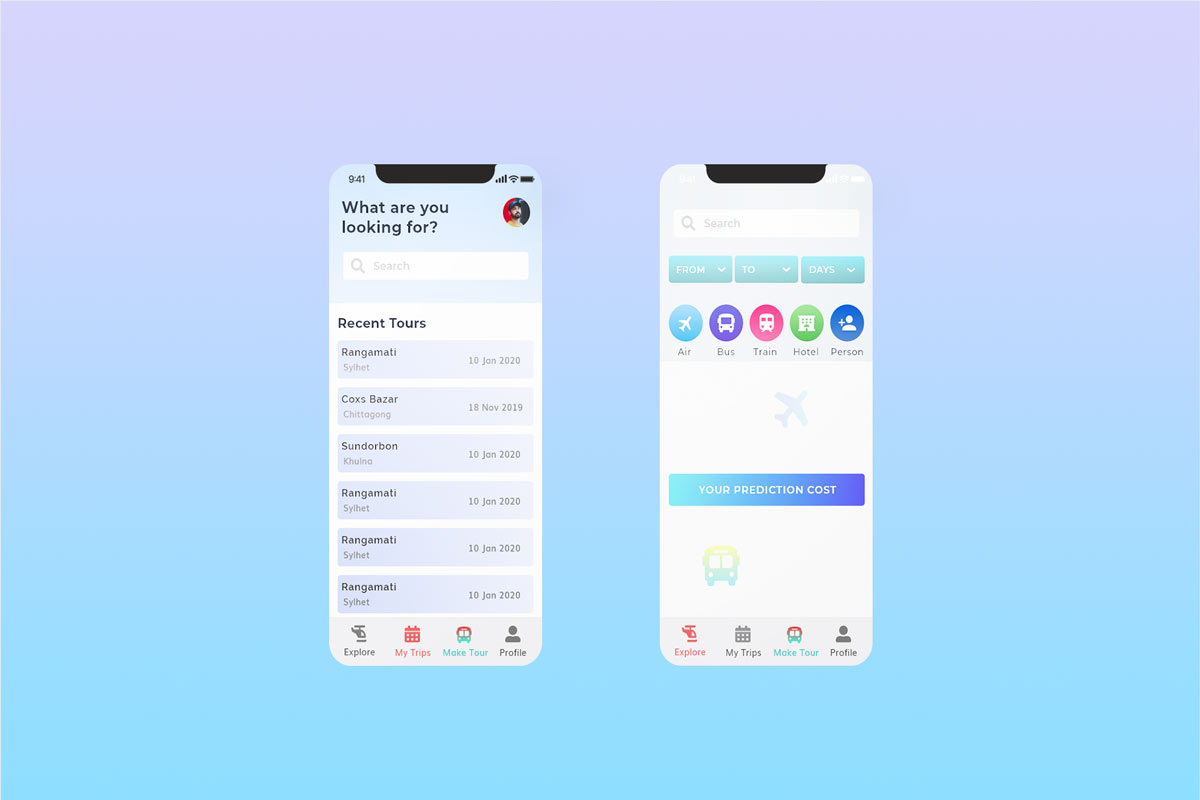 9:41
What are you
looking for?
Search
Recent Tours
Rangamati
Sylhet
10 Jan 2020
Coxs Bazar
Chittagong
18 Nov 2019
Sundorbon
Khulna
10 Jan 2020
Rangamati
Sylhet
10 Jan 2020
Rangamati
Sylhet
10 Jan 2020
Rangamati
Sylhet
10 Jan 2020
Explore
My Trips
Make Tour
Profile
9:41
Search
FROM
TO
DAYS
Air
Bus
Train
Hotel
Person
YOUR PREDICTION COST
Explore
My Trips
Make Tour
Profile